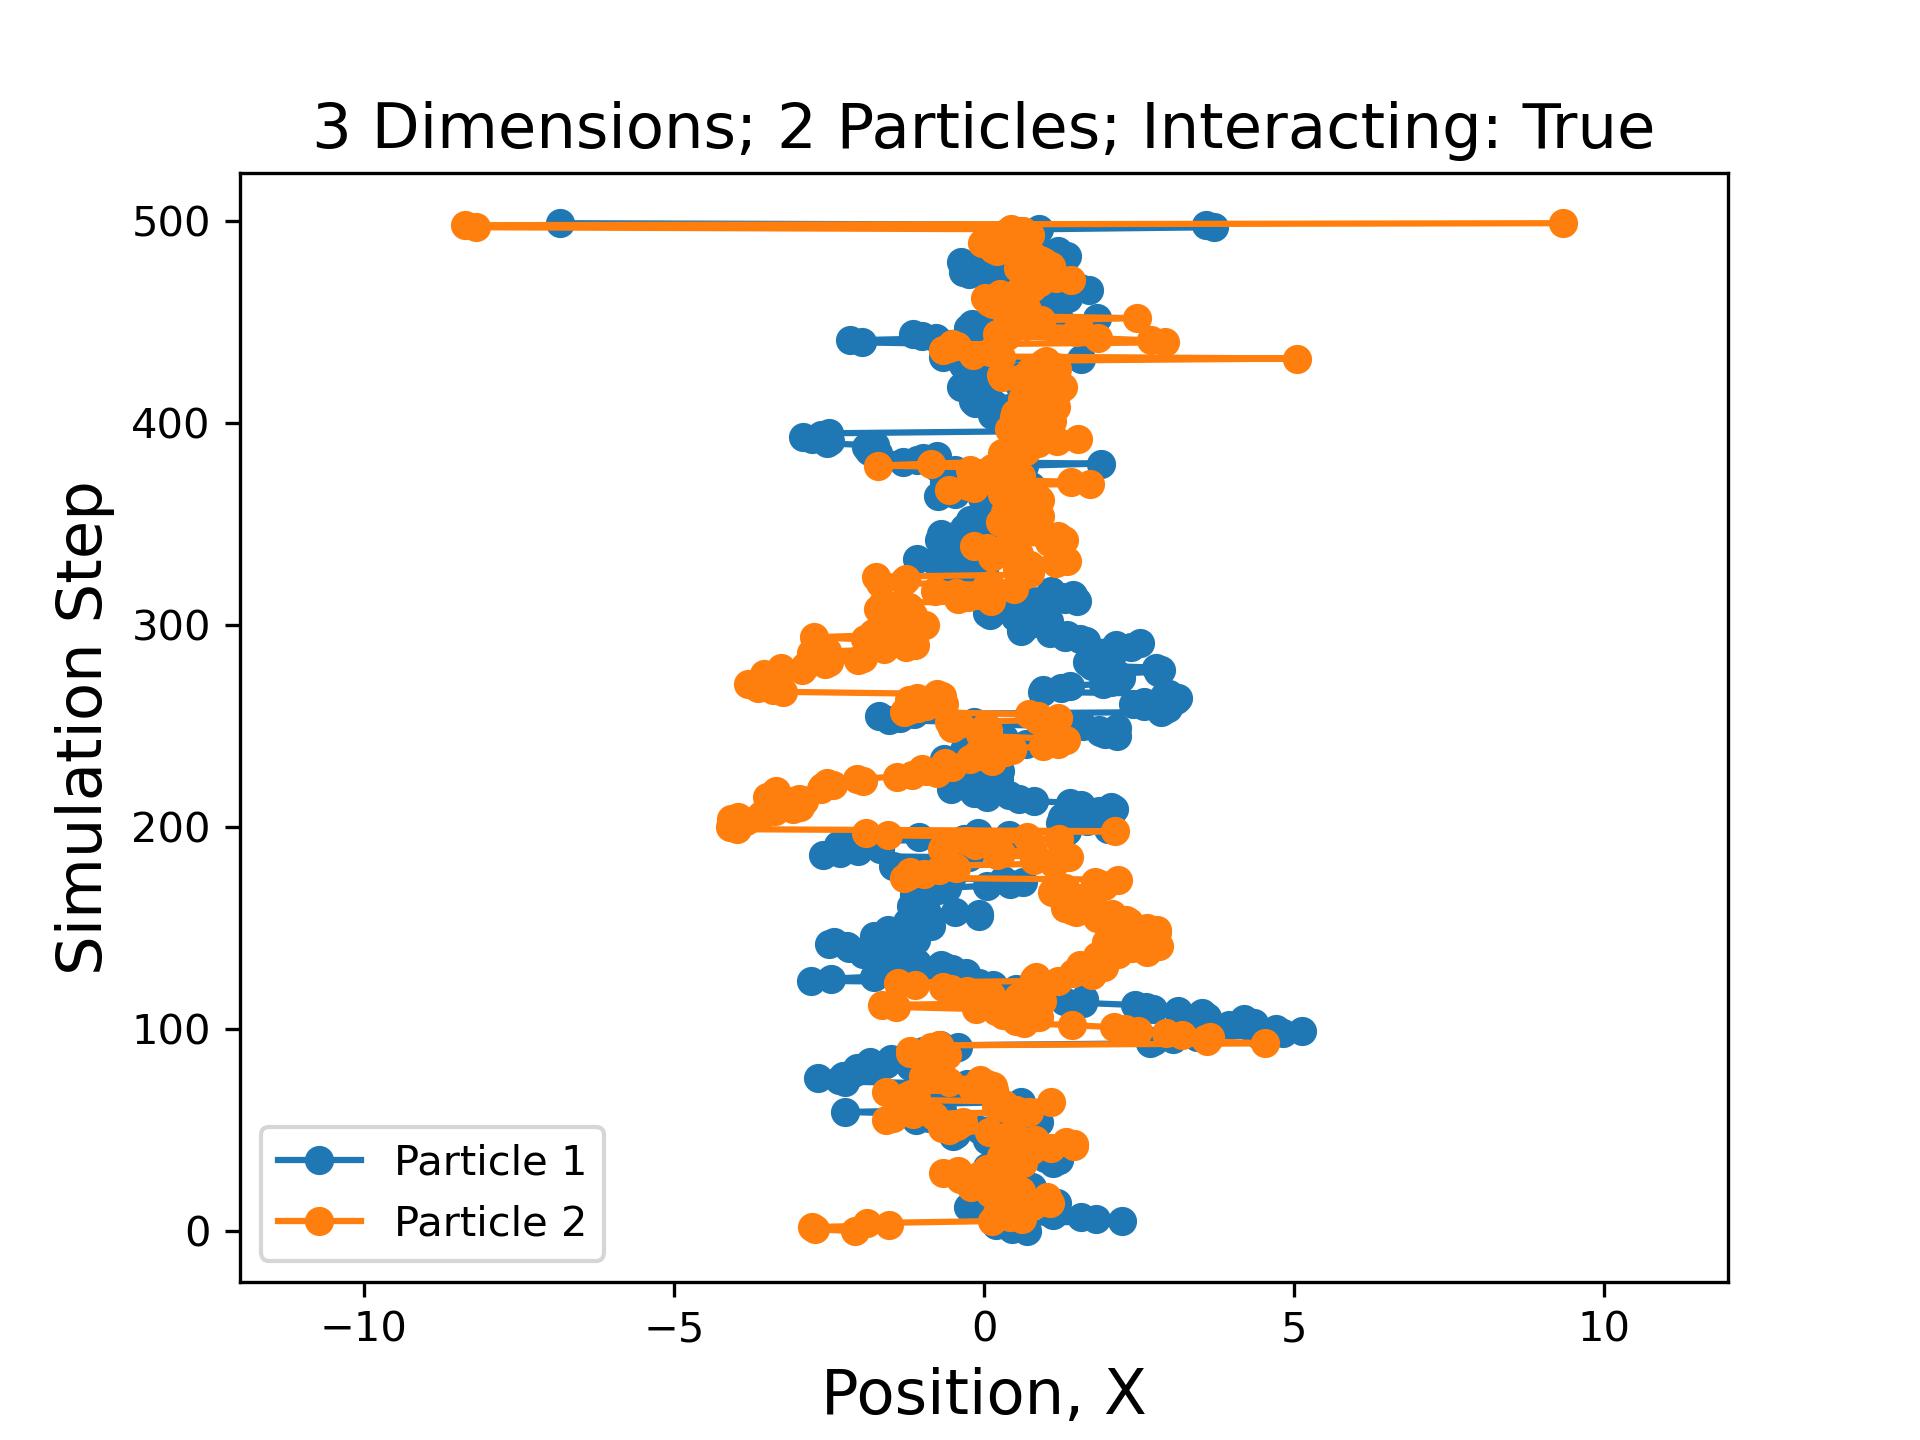 3 Dimensions; 2 Particles; Interacting: True
Simulation Step
500
400
300
200
100
0
Particle 1
Particle 2
−10
−5
0
5
10
Position, X